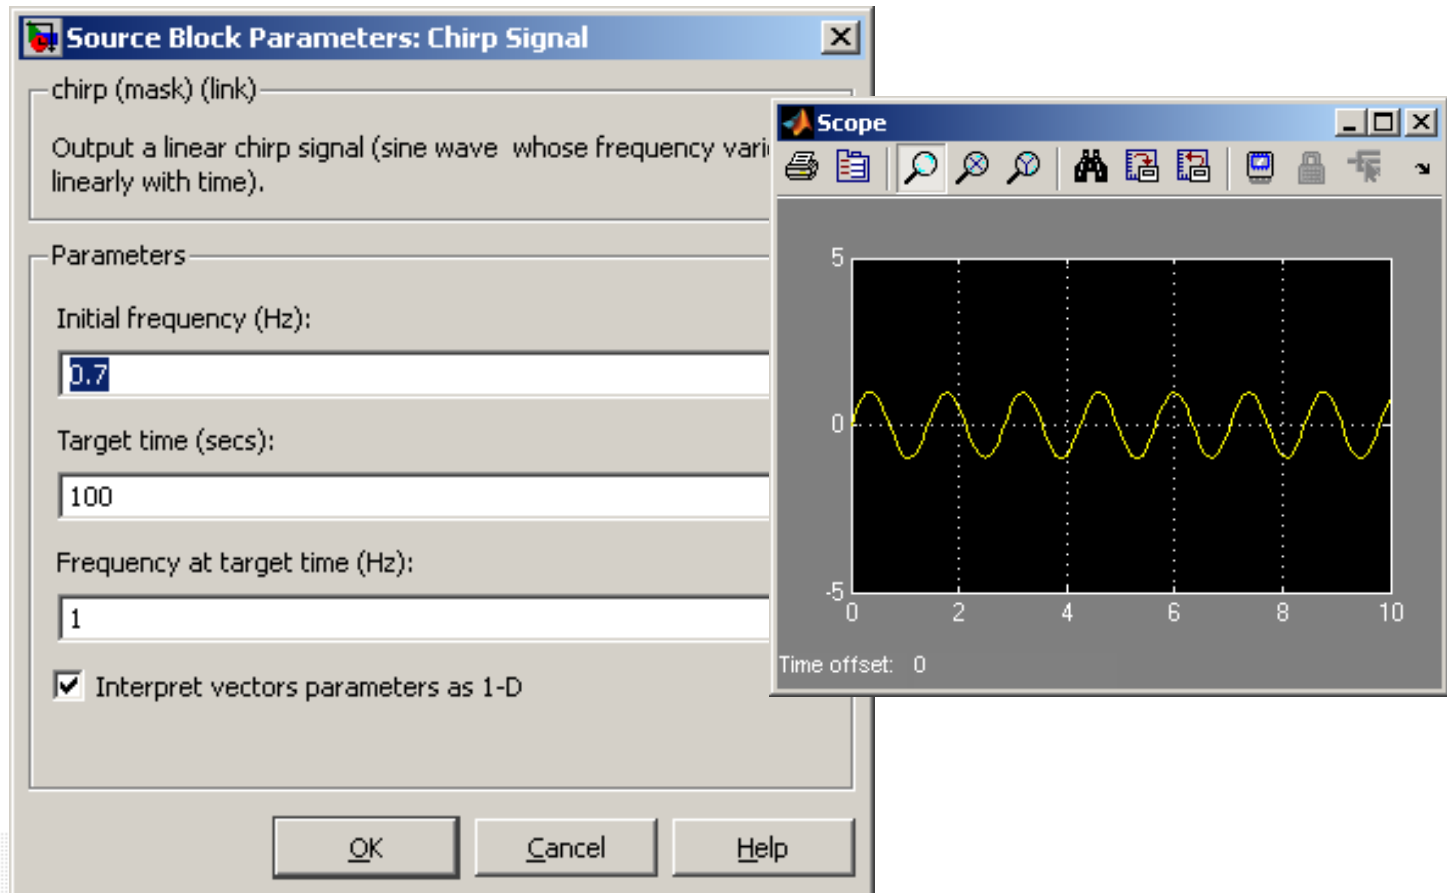 Source Block Parameters: Chirp Signal
chirp (mask) (link)
Output a linear chirp signal (sine wave whose frequency vari
linearly with time).
Parameters
Initial frequency (Hz):
0.7
Target time (secs):
100
Frequency at target time (Hz):
1
Interpret vectors parameters as 1-D
OK
Cancel
Help
Scope
5
0
-5
0 2 4 6 8 10
Time offset: 0